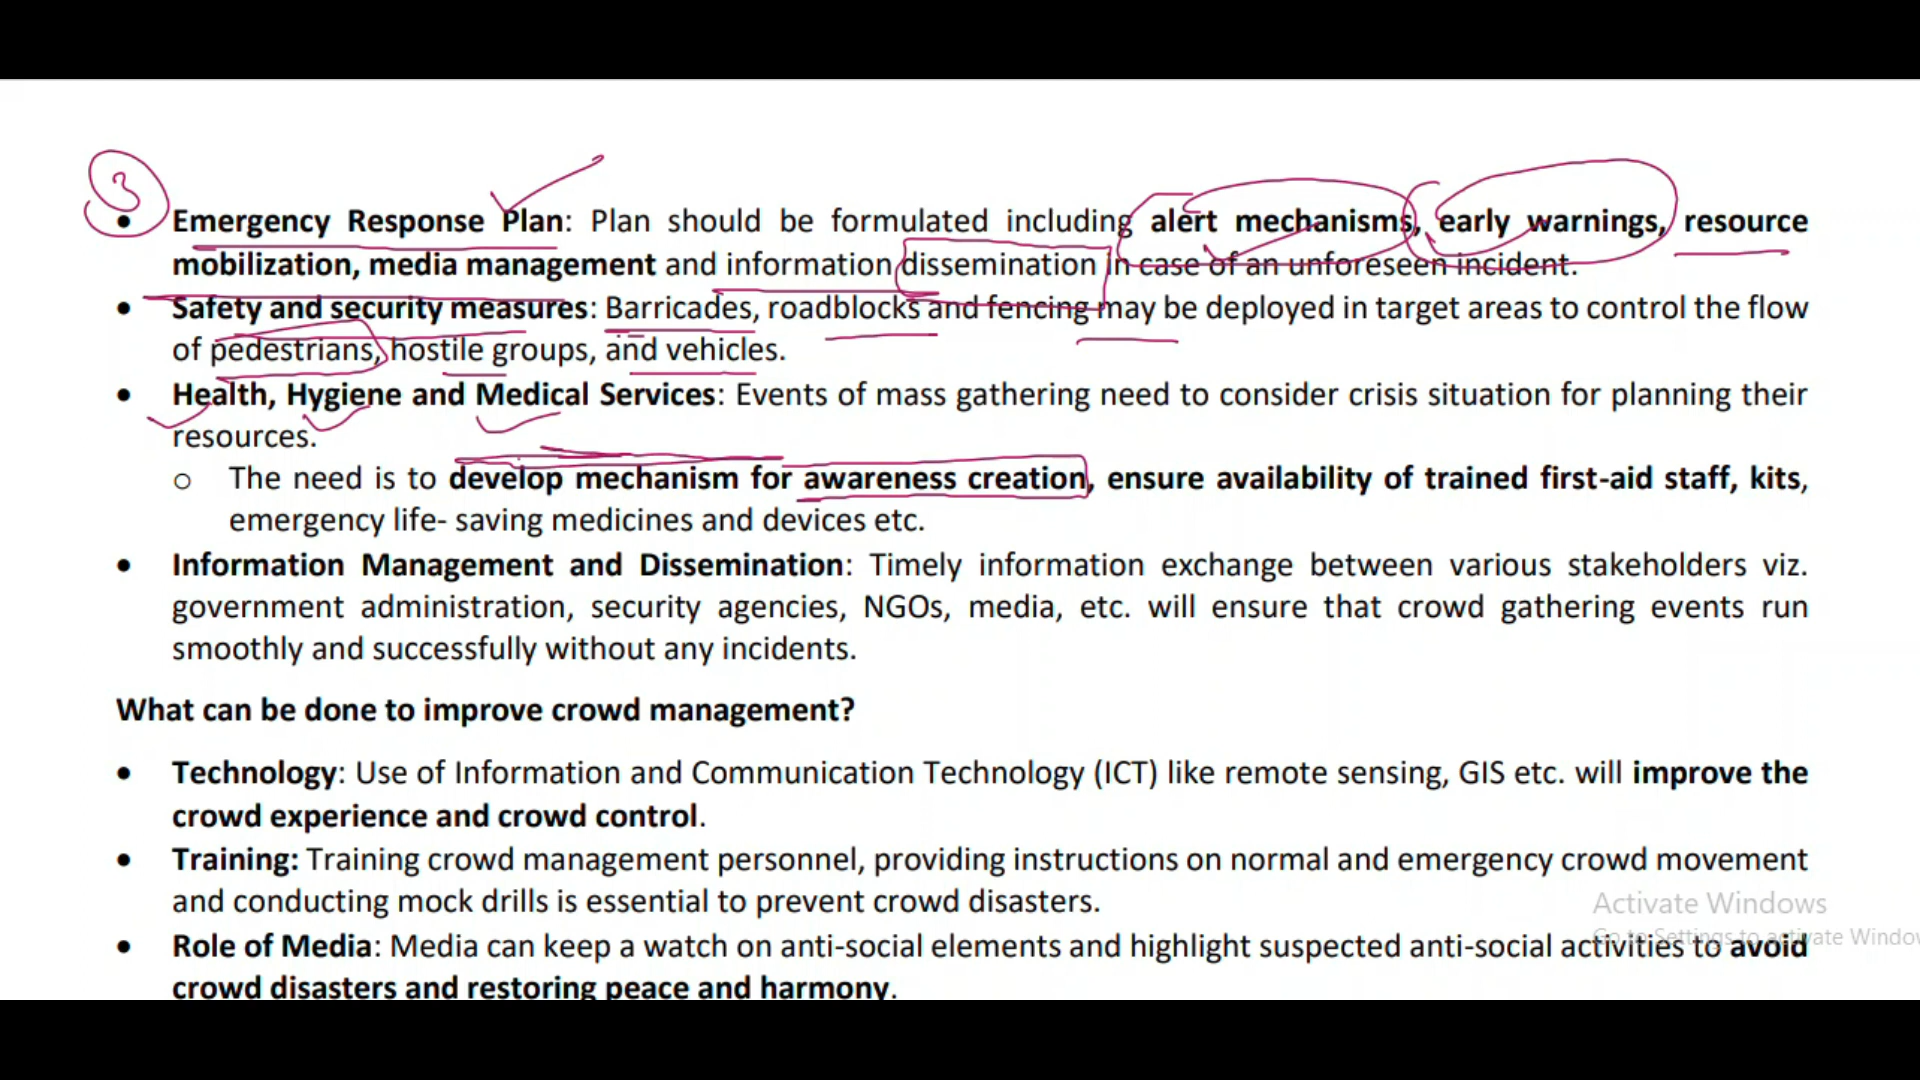 3
• Emergency Response Plan: Plan should be formulated including alert mechanisms, early warnings, resource
mobilization, media management and information dissemination in case of an unforeseen incident.
• Safety and security measures: Barricades, roadblocks and fencing may be deployed in target areas to control the flow
of pedestrians, hostile groups, and vehicles.
• Health, Hygiene and Medical Services: Events of mass gathering need to consider crisis situation for planning their
resources.
o The need is to develop mechanism for awareness creation, ensure availability of trained first-aid staff, kits,
emergency life- saving medicines and devices etc.
• Information Management and Dissemination: Timely information exchange between various stakeholders viz.
government administration, security agencies, NGOs, media, etc. will ensure that crowd gathering events run
smoothly and successfully without any incidents.
What can be done to improve crowd management?
• Technology: Use of Information and Communication Technology (ICT) like remote sensing, GIS etc. will improve the
crowd experience and crowd control.
• Training: Training crowd management personnel, providing instructions on normal and emergency crowd movement
and conducting mock drills is essential to prevent crowd disasters.
Activate Windows
Go to Settings to activate Window
• Role of Media: Media can keep a watch on anti-social elements and highlight suspected anti-social activities to avoid
crowd disasters and restoring peace and harmony.